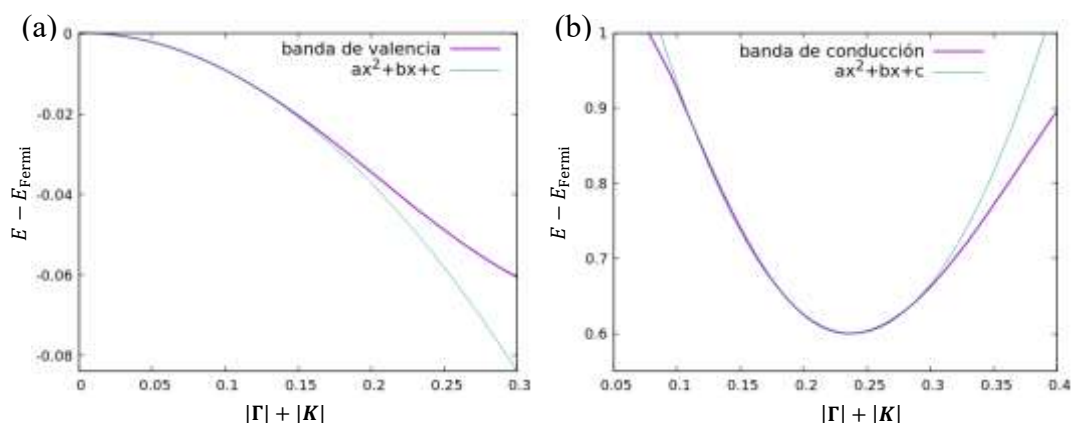 (a)
banda de valencia
ax²+bx+c
0
-0.02
-0.04
-0.06
-0.08
E − E_Fermi
0 0.05 0.1 0.15 0.2 0.25 0.3
|Γ| + |K|
(b)
banda de conducción
ax²+bx+c
1
0.9
0.8
0.7
0.6
E − E_Fermi
0.05 0.1 0.15 0.2 0.25 0.3 0.35 0.4
|Γ| + |K|